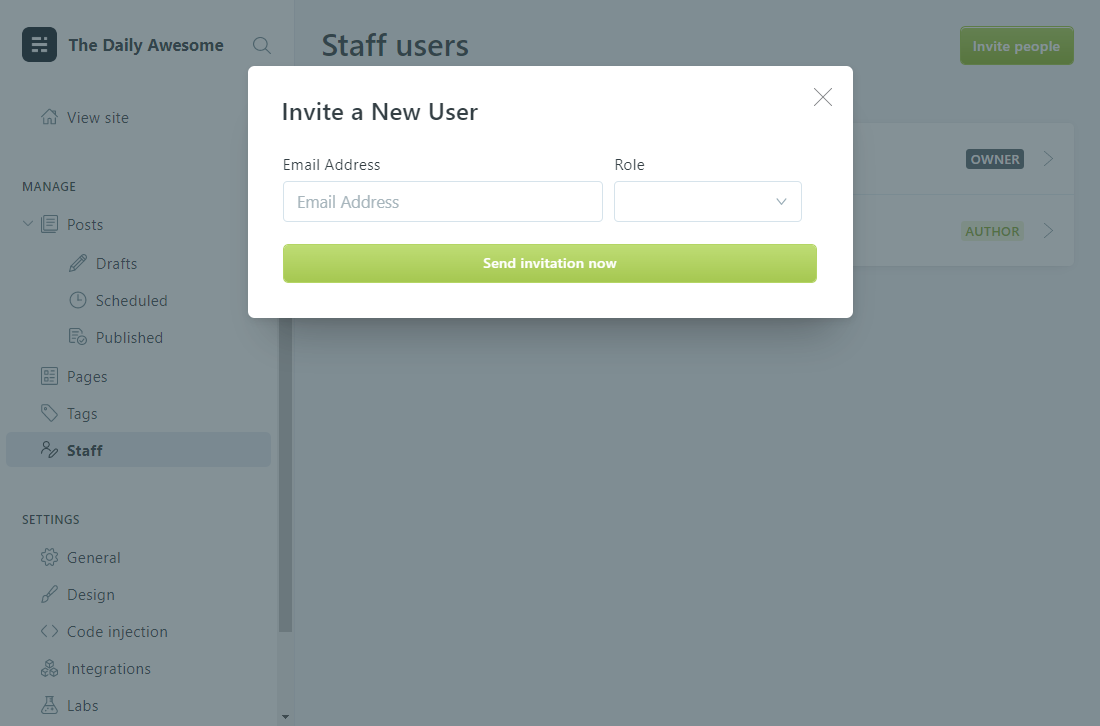 The Daily Awesome
Staff users
Invite people
View site
MANAGE
Posts
Drafts
Scheduled
Published
Pages
Tags
Staff
SETTINGS
General
Design
Code injection
Integrations
Labs
OWNER
AUTHOR
Invite a New User
Email Address
Role
Email Address
Send invitation now